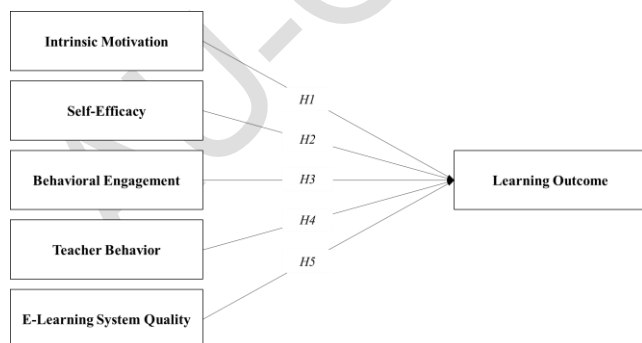 Intrinsic Motivation
H1
Self-Efficacy
H2
Behavioral Engagement
H3
Learning Outcome
H4
Teacher Behavior
H5
E-Learning System Quality